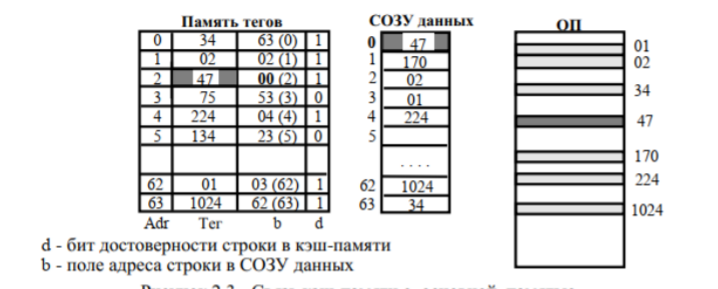 Память тегов
СОЗУ данных
ОП
0 34 63 (0) 1
1 02 02 (1) 1
2 47 00 (2) 1
3 75 53 (3) 0
4 224 04 (4) 1
5 134 23 (5) 0
62 01 03 (62) 1
63 1024 62 (63) 1
Adr Тег b d
0 47
1 170
2 02
3 01
4 224
5
. . . .
62 1024
63 34
01
02
34
47
170
224
1024
d - бит достоверности строки в кэш-памяти
b - поле адреса строки в СОЗУ данных